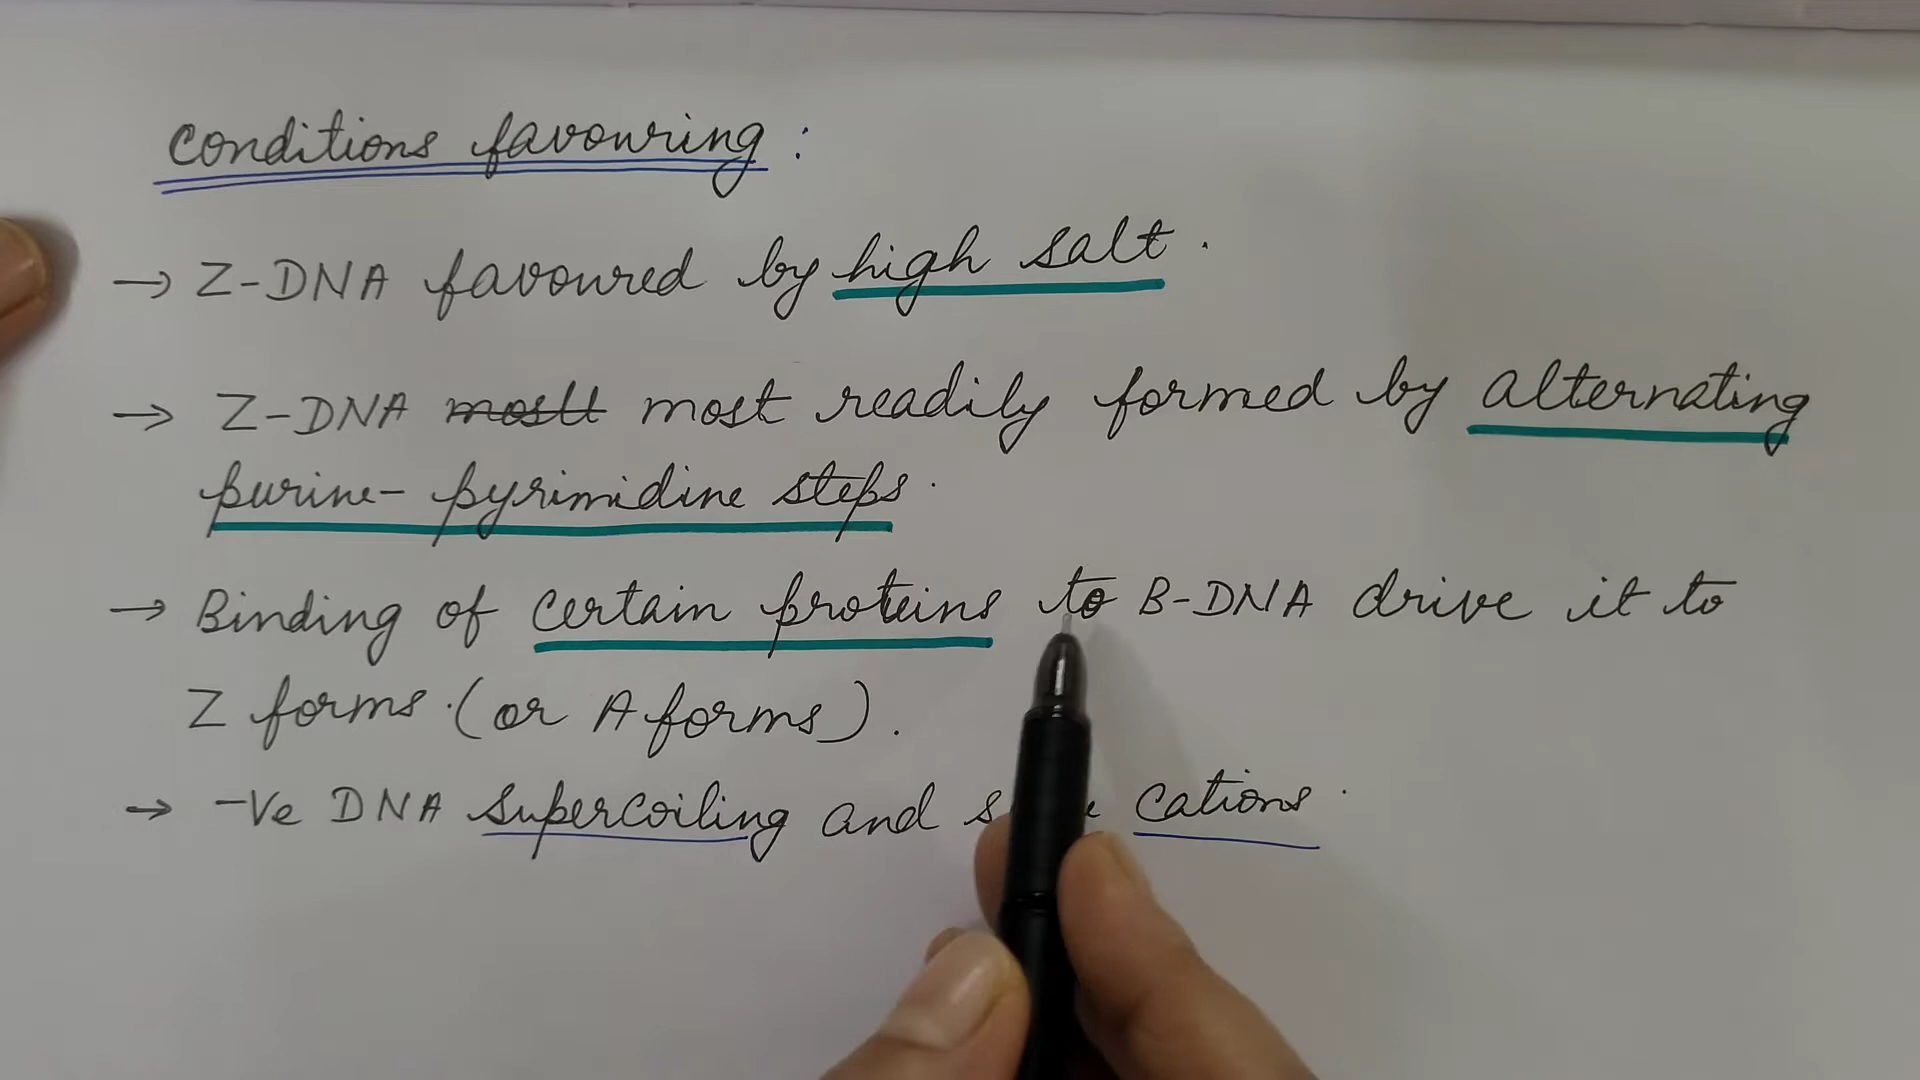 Conditions favouring :
→ Z-DNA favoured by high salt.
→ Z-DNA mostt most readily formed by alternating
purine-pyrimidine steps.
→ Binding of certain proteins to B-DNA drive it to
Z forms. (or A forms).
→ -Ve DNA supercoiling and cations.